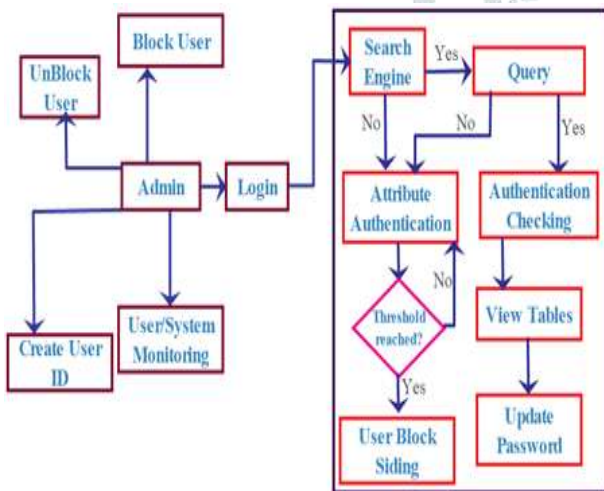 Block User
UnBlock
User
Admin
Login
Create User
ID
User/System
Monitoring
Search
Engine
Yes
Query
No
No
Yes
Attribute
Authentication
Authentication
Checking
No
Threshold
reached?
View Tables
Yes
User Block
Siding
Update
Password